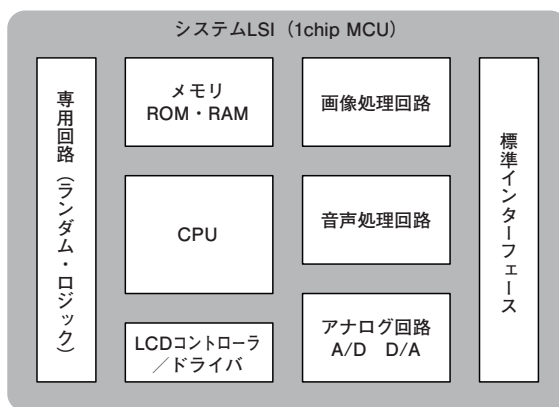 システムLSI（1chip MCU）
専用回路（ランダム・ロジック）
メモリ
ROM・RAM
CPU
LCDコントローラ
／ドライバ
画像処理回路
音声処理回路
アナログ回路
A/D　D/A
標準インターフェース